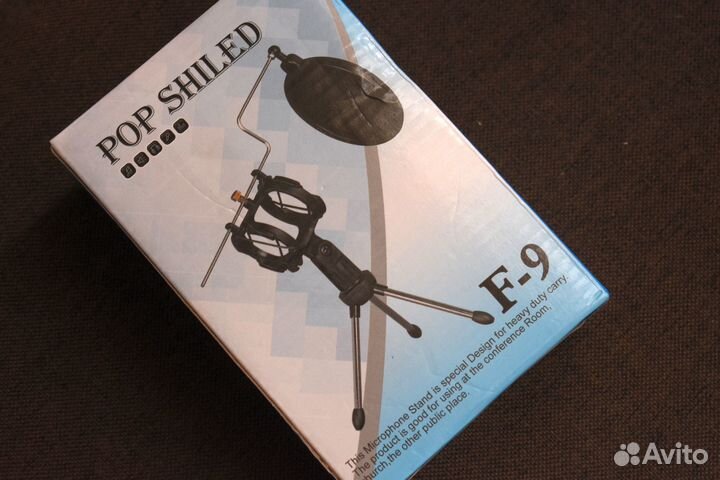 POP SHILED
F-9
This Microphone Stand is special Design for heavy duty carry.
The product is good for using at the conference Room,
church,the other public place.
Avito